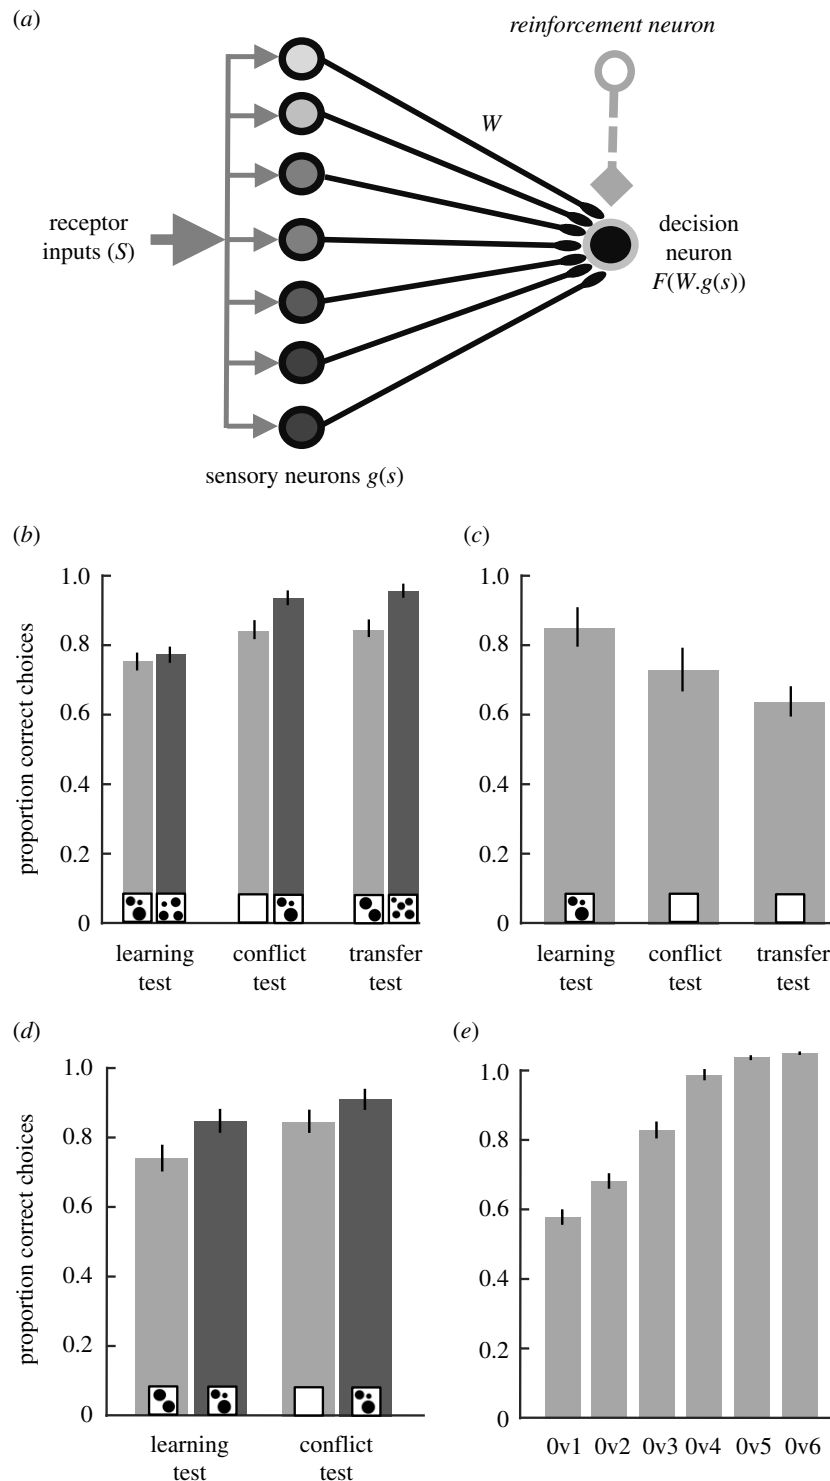 (a)
reinforcement neuron
W
receptor
inputs (S)
decision
neuron
F(W.g(s))
sensory neurons g(s)
(b)
proportion correct choices
1.0
0.8
0.6
0.4
0.2
0
learning
test
conflict
test
transfer
test
(c)
1.0
0.8
0.6
0.4
0.2
0
learning
test
conflict
test
transfer
test
(d)
proportion correct choices
1.0
0.8
0.6
0.4
0.2
0
learning
test
conflict
test
(e)
1.0
0.8
0.6
0.4
0.2
0
0v1 0v2 0v3 0v4 0v5 0v6